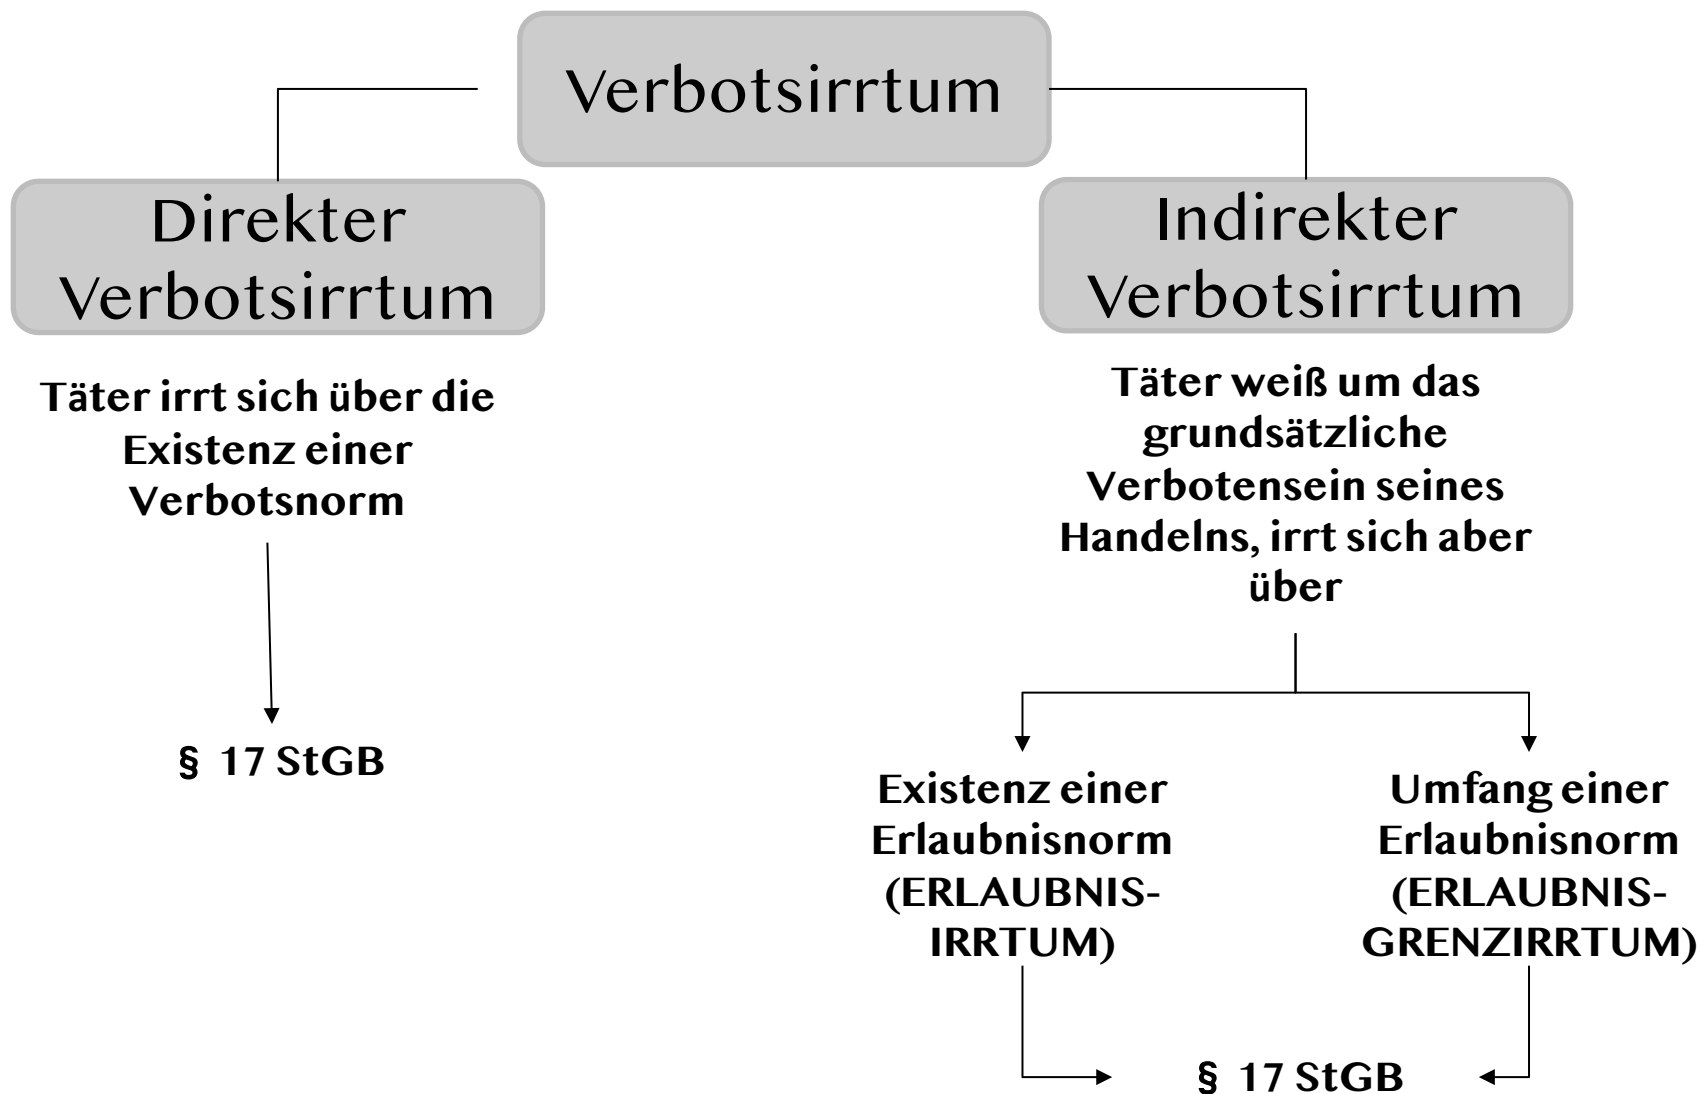 Verbotsirrtum
Direkter
Verbotsirrtum
Täter irrt sich über die
Existenz einer
Verbotsnorm
§ 17 StGB
Indirekter
Verbotsirrtum
Täter weiß um das
grundsätzliche
Verbotensein seines
Handelns, irrt sich aber
über
Existenz einer
Erlaubnisnorm
(ERLAUBNIS-
IRRTUM)
Umfang einer
Erlaubnisnorm
(ERLAUBNIS-
GRENZIRRTUM)
§ 17 StGB